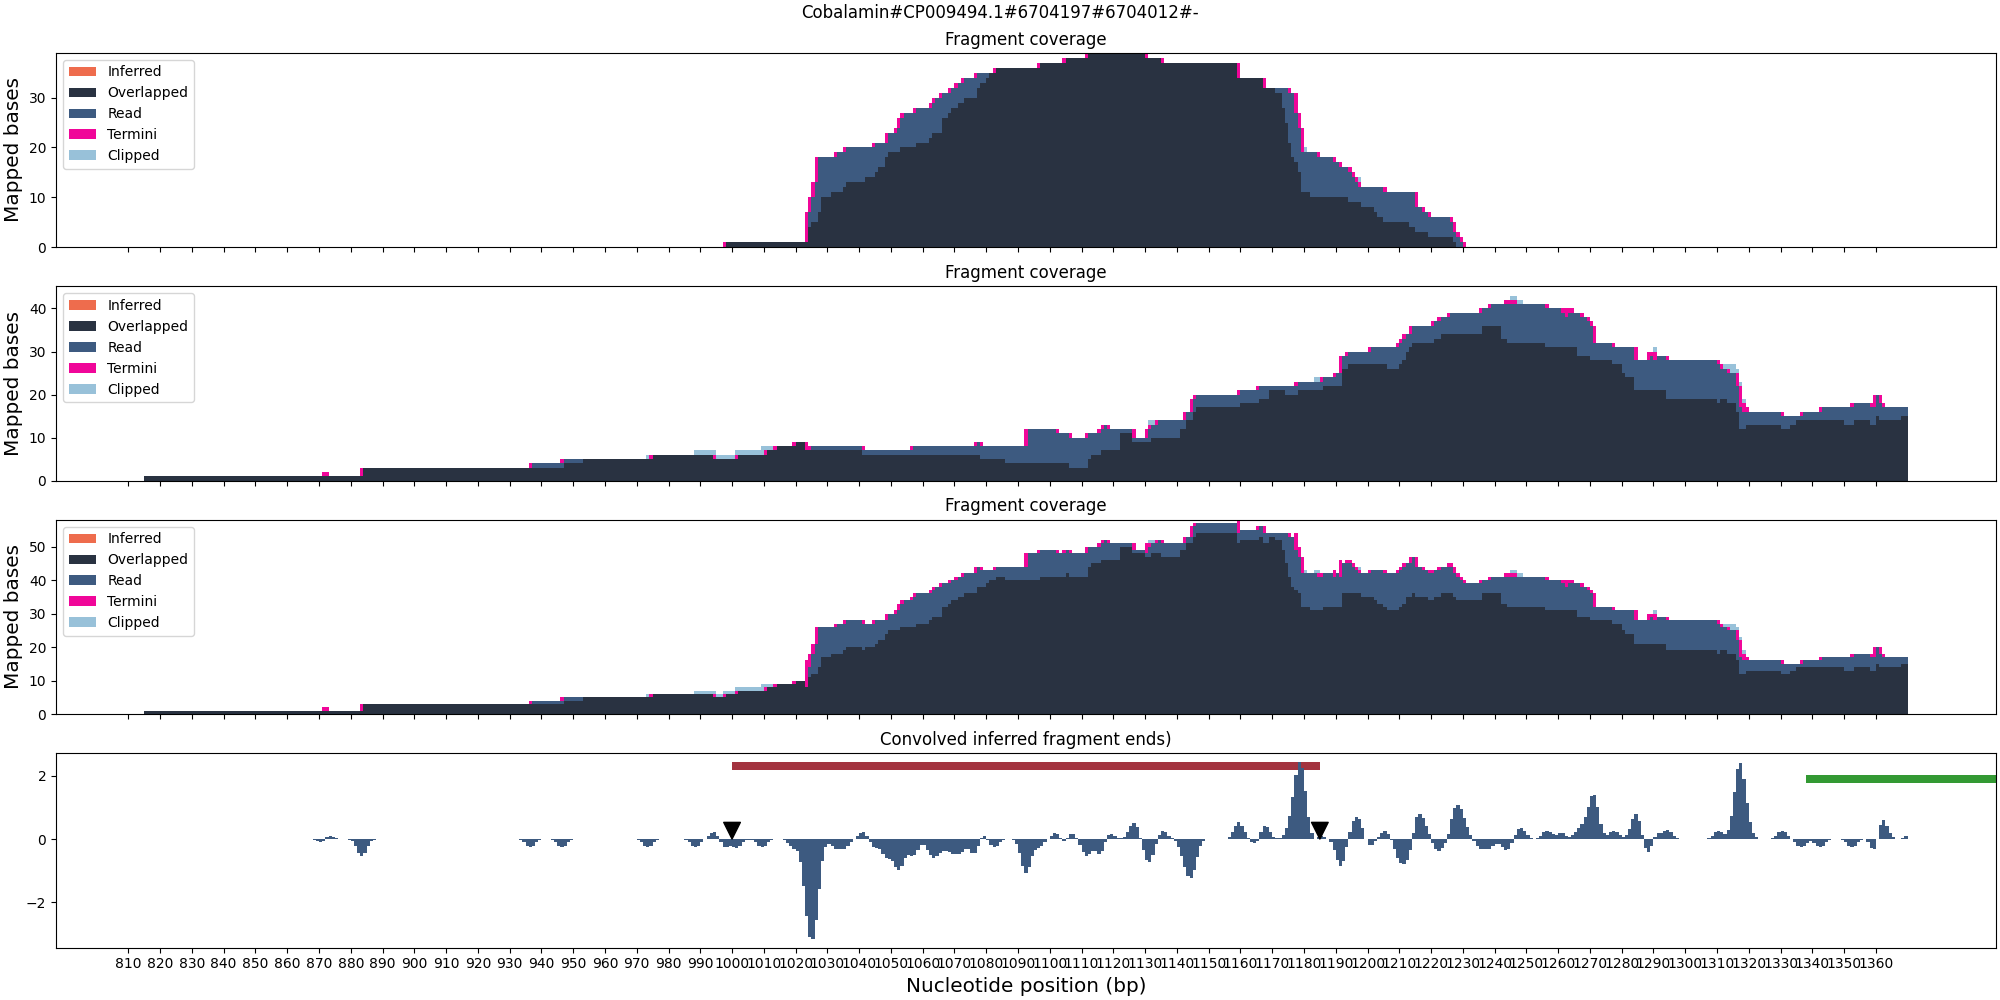 Cobalamin#CP009494.1#6704197#6704012#-
Fragment coverage
Mapped bases
30
20
10
0
Inferred
Overlapped
Read
Termini
Clipped
Fragment coverage
Mapped bases
40
30
20
10
0
Inferred
Overlapped
Read
Termini
Clipped
Fragment coverage
Mapped bases
50
40
30
20
10
0
Inferred
Overlapped
Read
Termini
Clipped
Convolved inferred fragment ends)
2
0
−2
810 820 830 840 850 860 870 880 890 900 910 920 930 940 950 960 970 980 990 1000 1010 1020 1030 1040 1050 1060 1070 1080 1090 1100 1110 1120 1130 1140 1150 1160 1170 1180 1190 1200 1210 1220 1230 1240 1250 1260 1270 1280 1290 1300 1310 1320 1330 1340 1350 1360
Nucleotide position (bp)